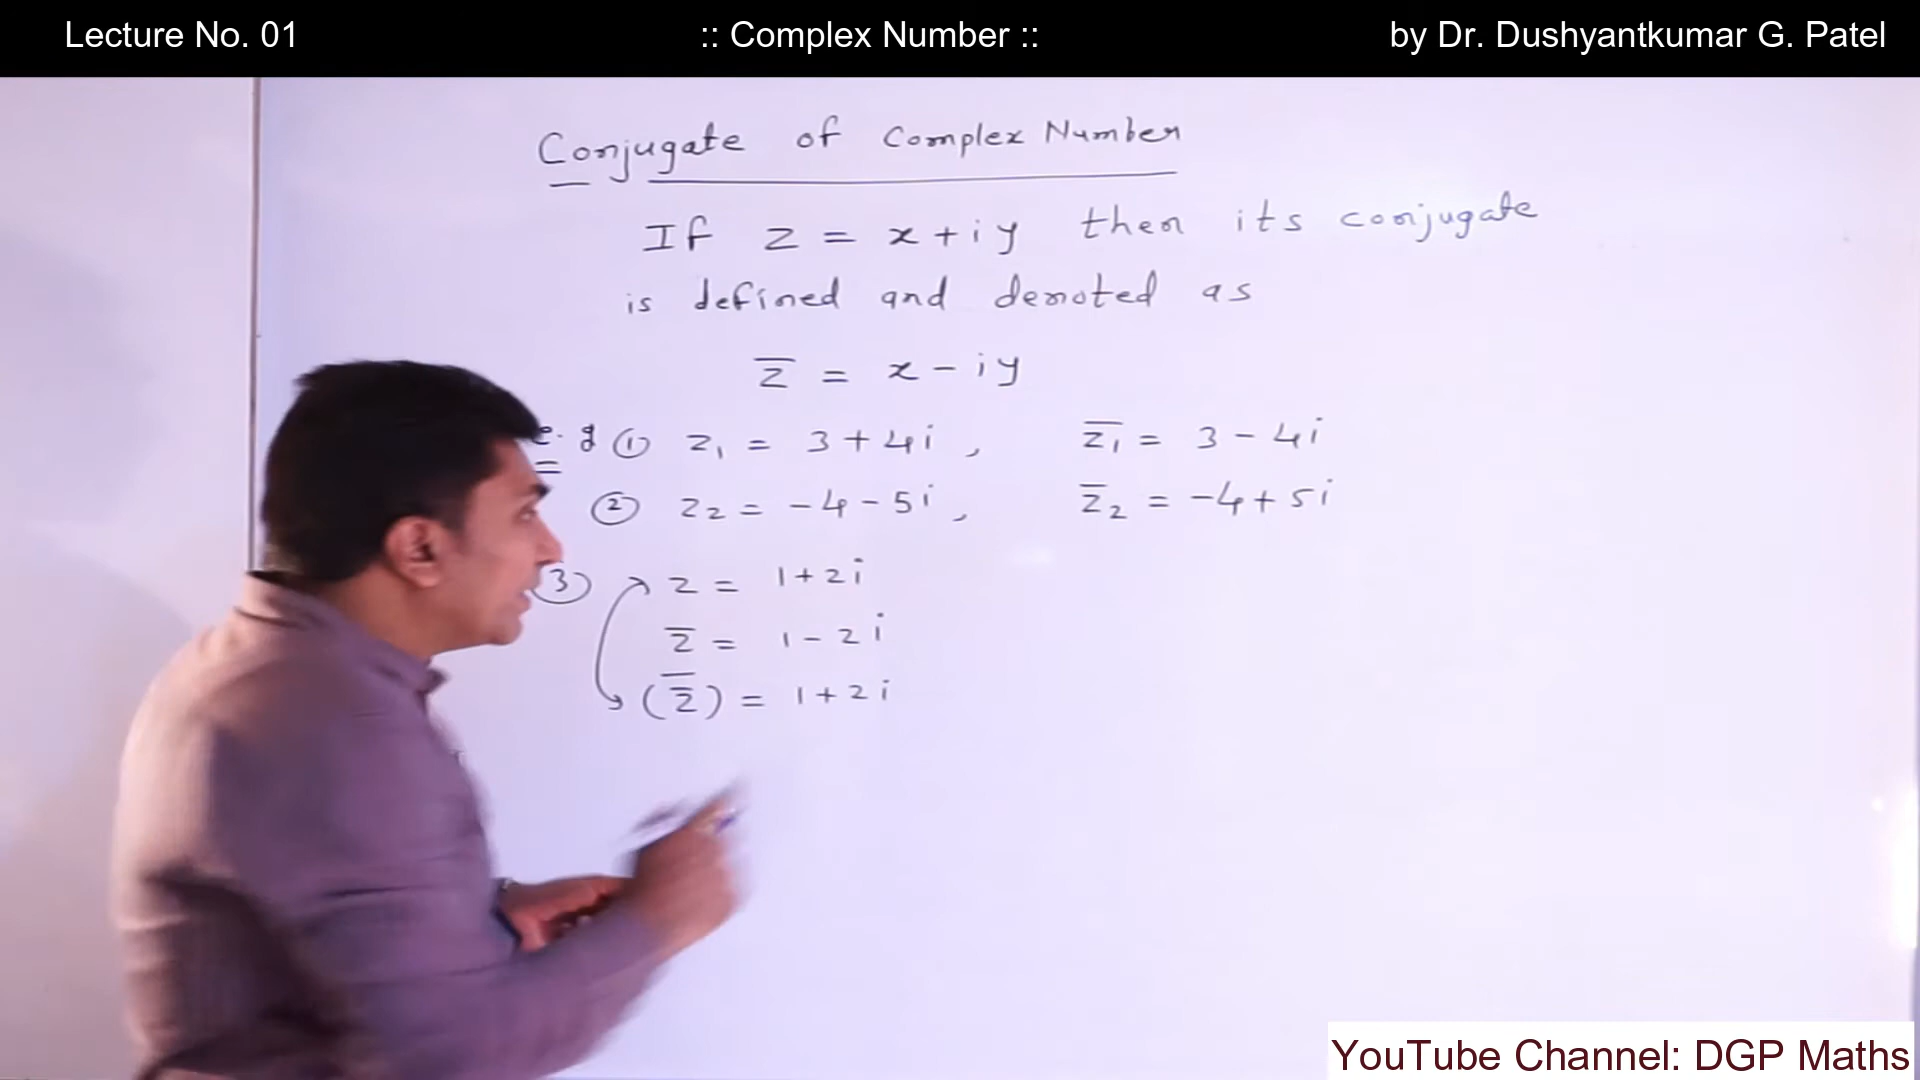 Lecture No. 01 :: Complex Number :: by Dr. Dushyantkumar G. Patel
Conjugate of Complex Number
If z = x + iy then its conjugate
is defined and denoted as
z̅ = x - iy
e.g ① z₁ = 3 + 4i , z̅₁ = 3 - 4i
② z₂ = -4 - 5i , z̅₂ = -4 + 5i
③ z = 1 + 2i
z̅ = 1 - 2i
(z̅)̅ = 1 + 2i
YouTube Channel: DGP Maths